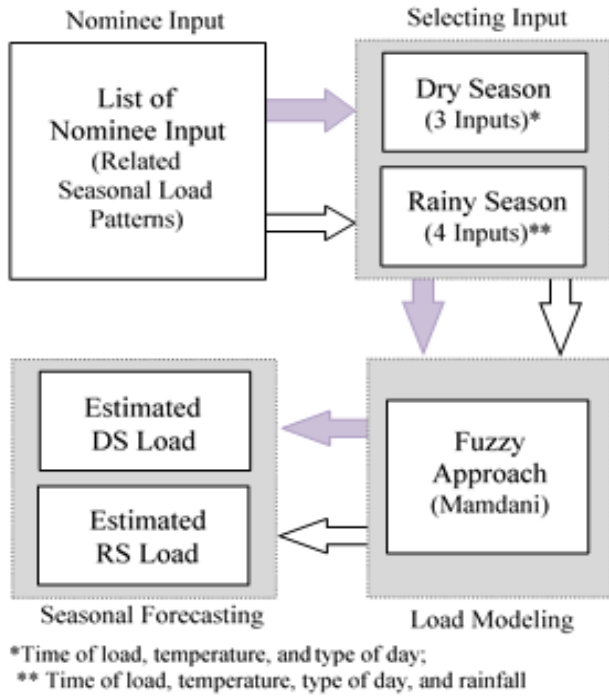 Nominee Input
List of
Nominee Input
(Related
Seasonal Load
Patterns)
Selecting Input
Dry Season
(3 Inputs)*
Rainy Season
(4 Inputs)**
Fuzzy
Approach
(Mamdani)
Load Modeling
Estimated
DS Load
Estimated
RS Load
Seasonal Forecasting
*Time of load, temperature, and type of day;
** Time of load, temperature, type of day, and rainfall